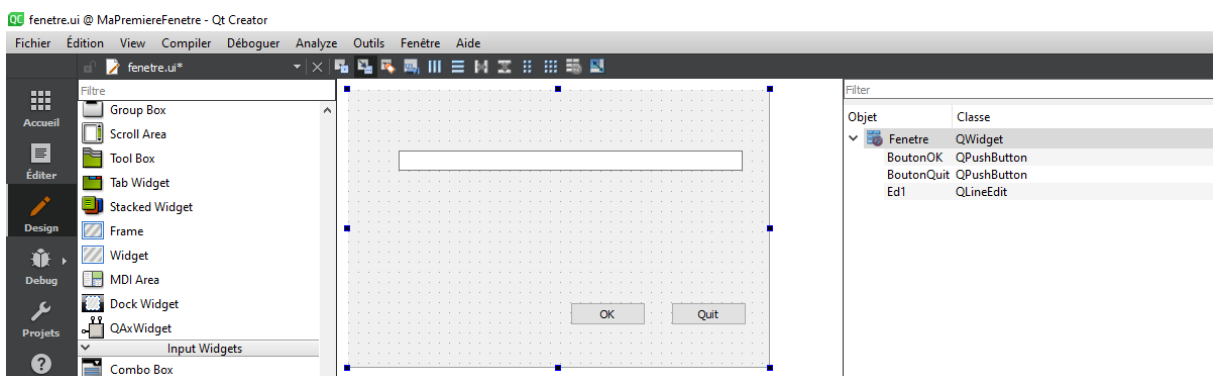 QC fenetre.ui @ MaPremiereFenetre - Qt Creator
Fichier Édition View Compiler Déboguer Analyze Outils Fenêtre Aide
fenetre.ui*
Accueil
Éditer
Design
Debug
Projets
?
Filtre
Group Box
Scroll Area
Tool Box
Tab Widget
Stacked Widget
Frame
Widget
MDI Area
Dock Widget
QAxWidget
Input Widgets
Combo Box
OK Quit
Filter
Objet Classe
Fenetre QWidget
BoutonOK QPushButton
BoutonQuit QPushButton
Ed1 QLineEdit